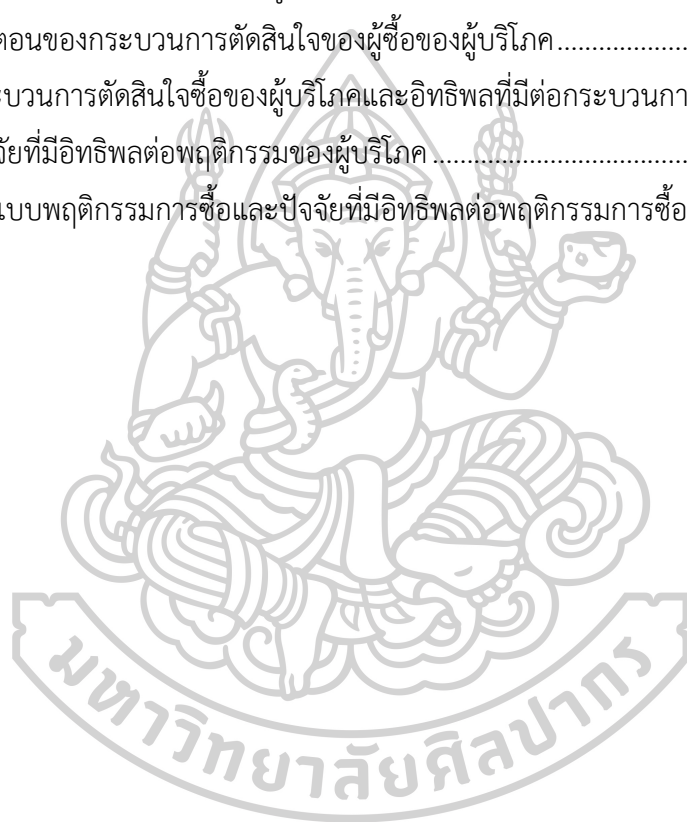 ตอนของกระบวนการตัดสินใจของผู้ซื้อของผู้บริโภค
ะบวนการตัดสินใจซื้อของผู้บริโภคและอิทธิพลที่มีต่อกระบวนกา
จัยที่มีอิทธิพลต่อพฤติกรรมของผู้บริโภค
แบบพฤติกรรมการซื้อและปัจจัยที่มีอิทธิพลต่อพฤติกรรมการซื้อ
มหาวิทยาลัยศิลปากร